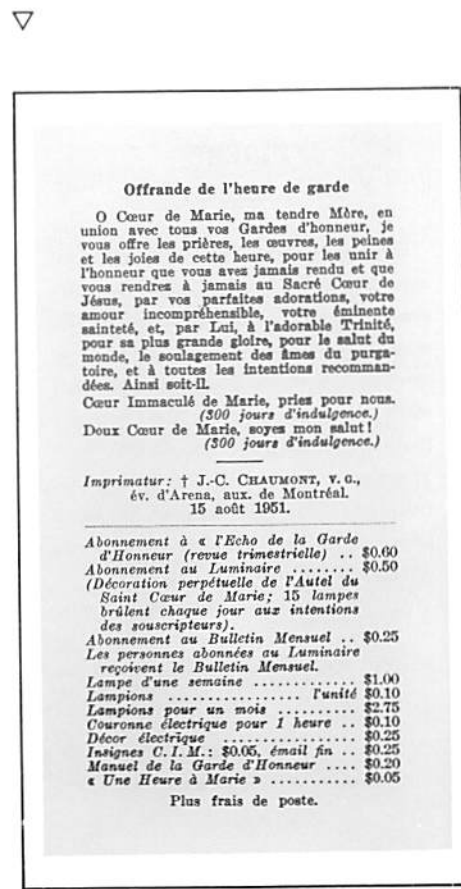 Offrande de l'heure de garde
O Cœur de Marie, ma tendre Mère, en
union avec tous vos Gardes d'honneur, je
vous offre les prières, les œuvres, les peines
et les joies de cette heure, pour les unir à
l'honneur que vous avez jamais rendu et que
vous rendrez à jamais au Sacré Cœur de
Jésus, par vos parfaites adorations, votre
amour incompréhensible, votre éminente
sainteté, et, par Lui, à l'adorable Trinité,
pour sa plus grande gloire, pour le salut du
monde, le soulagement des âmes du purga-
toire, et à toutes les intentions recomman-
dées. Ainsi soit-il.
Cœur Immaculé de Marie, priez pour nous.
(300 jours d'indulgence.)
Doux Cœur de Marie, soyez mon salut !
(300 jours d'indulgence.)
Imprimatur: † J.-C. CHAUMONT, V. G.,
év. d'Arena, aux. de Montréal.
15 août 1951.
Abonnement à « l'Echo de la Garde
d'Honneur (revue trimestrielle) .. $0.60
Abonnement au Luminaire ........ $0.50
(Décoration perpétuelle de l'Autel du
Saint Cœur de Marie; 15 lampes
brûlent chaque jour aux intentions
des souscripteurs).
Abonnement au Bulletin Mensuel .. $0.25
Les personnes abonnées au Luminaire
reçoivent le Bulletin Mensuel.
Lampe d'une semaine ............. $1.00
Lampions ................. l'unité $0.10
Lampions pour un mois .......... $2.75
Couronne électrique pour 1 heure .. $0.10
Décor électrique ................ $0.25
Insignes C. I. M.: $0.05, émail fin .. $0.25
Manuel de la Garde d'Honneur .... $0.20
« Une Heure à Marie » ........... $0.05
Plus frais de poste.